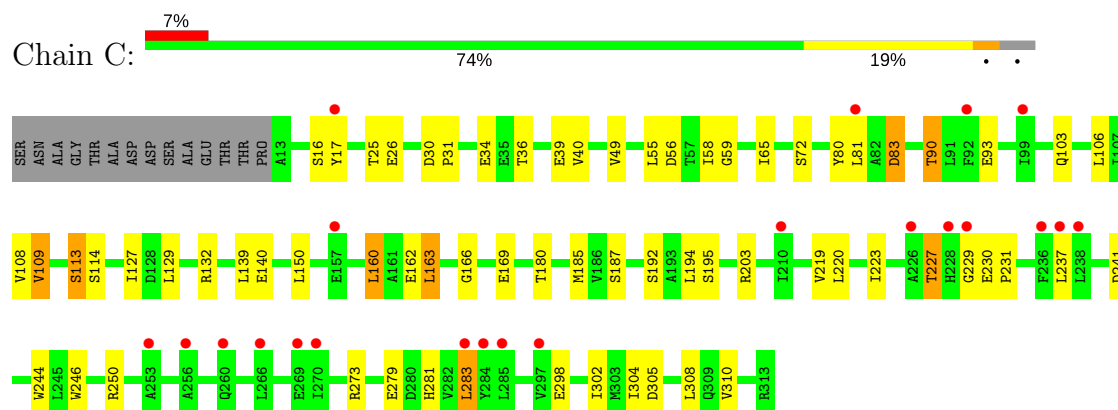 7%
Chain C:
74% 19% • •
SER ASN ALA GLY THR ALA ASP ASP SER ALA GLU THR THR PRO A13 S16 Y17 T25 E26 D30 P31 E34 E35 T36 E39 V40 V49 L55 D56 T57 I58 G59 I65 S72 Y80 L81 A82 D83 T90 L91 F92 E93 I99 Q103 L106 I107
V108 V109 S113 S114 I127 D128 L129 R132 L139 E140 L150 E157 L160 A161 E162 L163 G166 E169 T180 M185 V186 S187 S192 A193 L194 S195 R203 I210 V219 L220 I223 A226 T227 H228 G229 E230 P231 F236 L237 L238
W244 L245 W246 R250 A253 A256 Q260 L266 E269 I270 R273 E279 D280 H281 V282 L283 Y284 L285 V297 E298 I302 M303 I304 D305 L308 Q309 V310 R313